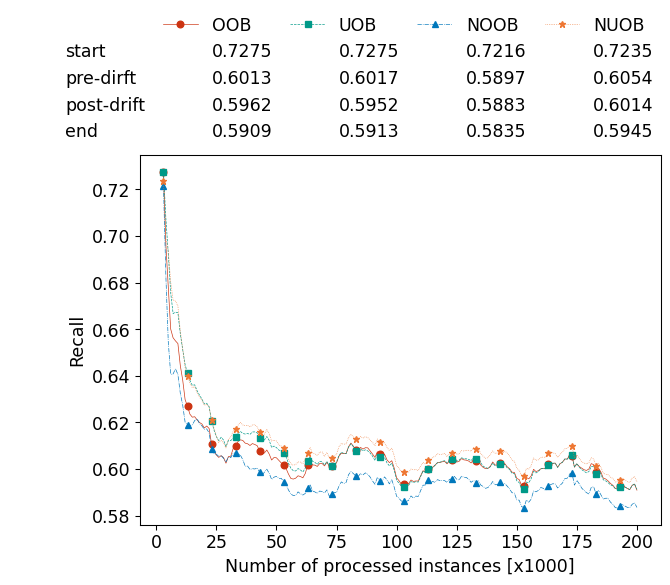 OOB UOB NOOB NUOB
start 0.7275 0.7275 0.7216 0.7235
pre-dirft 0.6013 0.6017 0.5897 0.6054
post-drift 0.5962 0.5952 0.5883 0.6014
end 0.5909 0.5913 0.5835 0.5945
0.72
0.70
0.68
0.66
0.64
0.62
0.60
0.58
Recall
0 25 50 75 100 125 150 175 200
Number of processed instances [x1000]